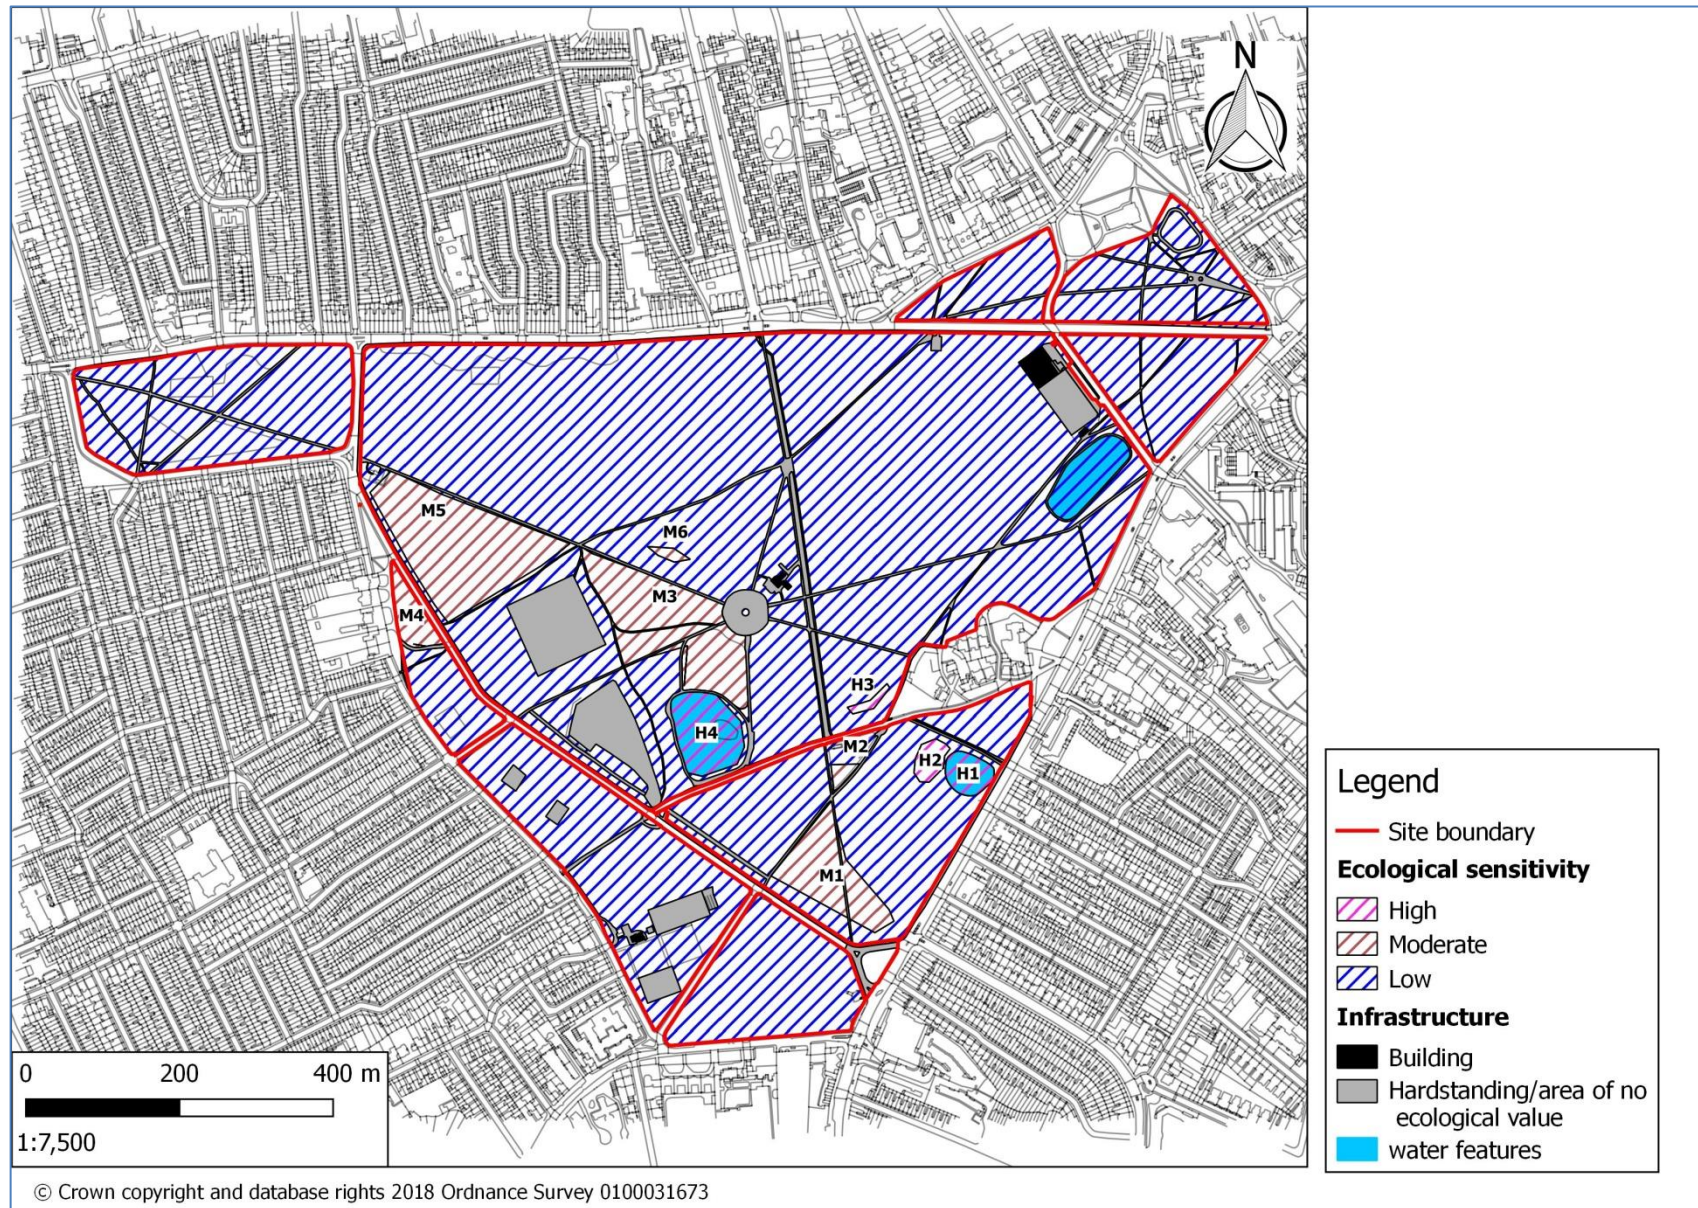 N
M5
M6
M3
M4
H3
H4
M2
H2
H1
M1
0 200 400 m
1:7,500
Legend
Site boundary
Ecological sensitivity
High
Moderate
Low
Infrastructure
Building
Hardstanding/area of no
ecological value
water features
© Crown copyright and database rights 2018 Ordnance Survey 0100031673